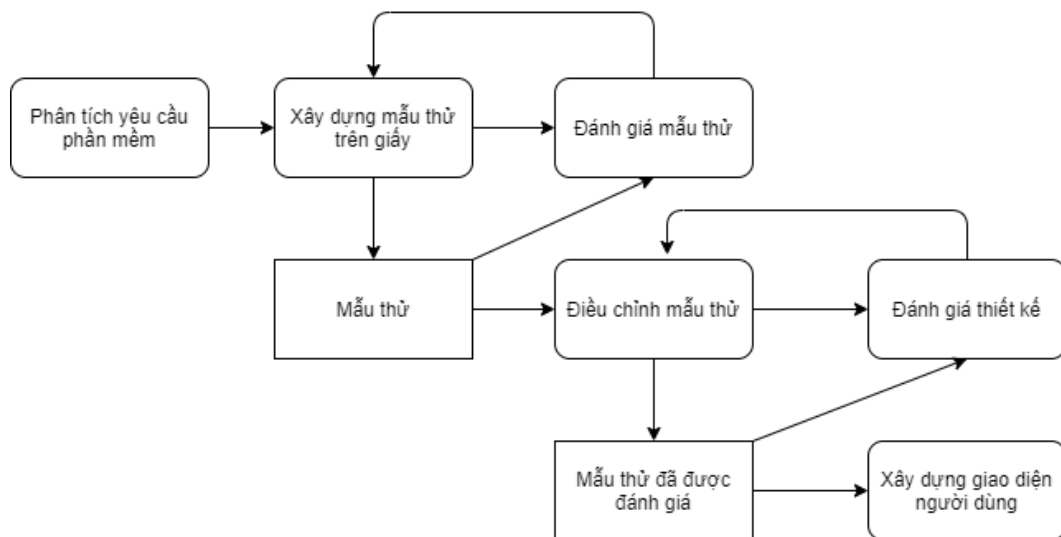 Phân tích yêu cầu
phần mềm
Xây dựng mẫu thử
trên giấy
Đánh giá mẫu thử
Mẫu thử
Điều chỉnh mẫu thử
Đánh giá thiết kế
Mẫu thử đã được
đánh giá
Xây dựng giao diện
người dùng